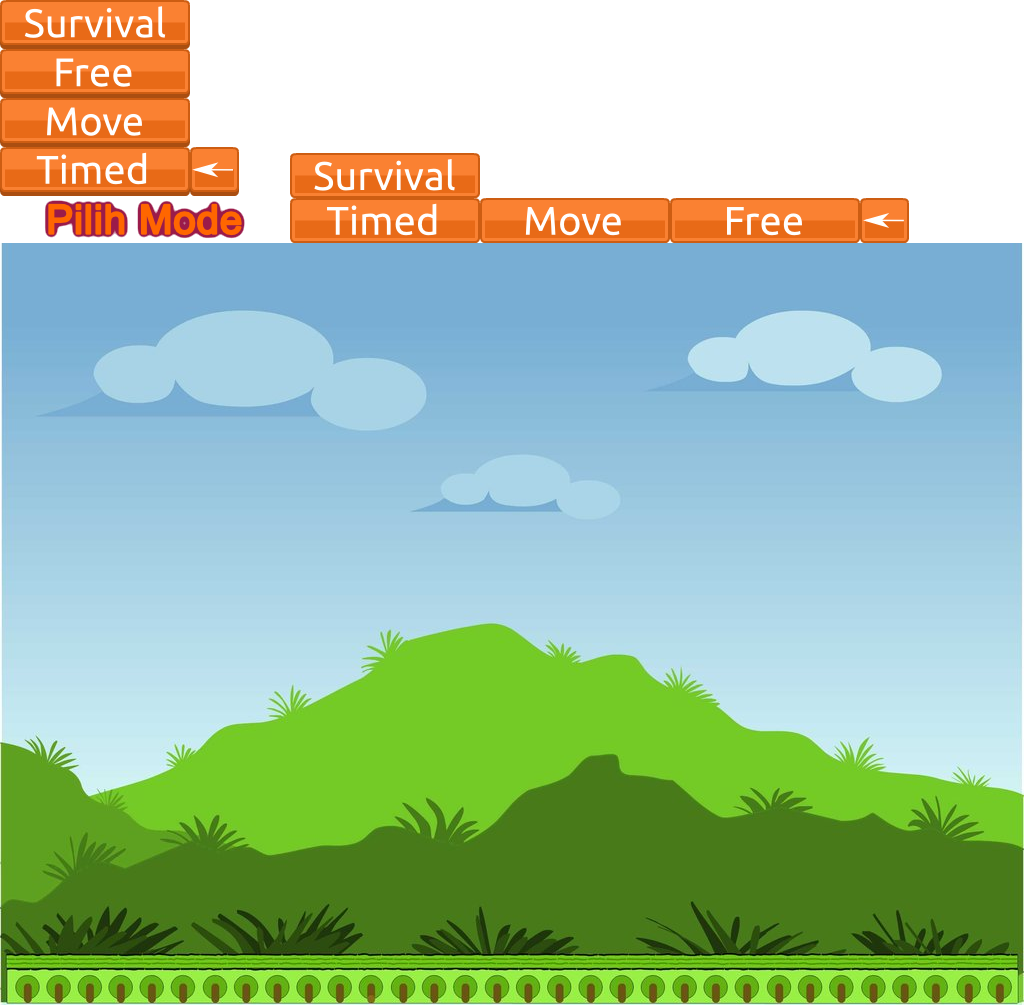 Survival
Free
Move
Timed
Survival
Pilih Mode
Timed Move Free